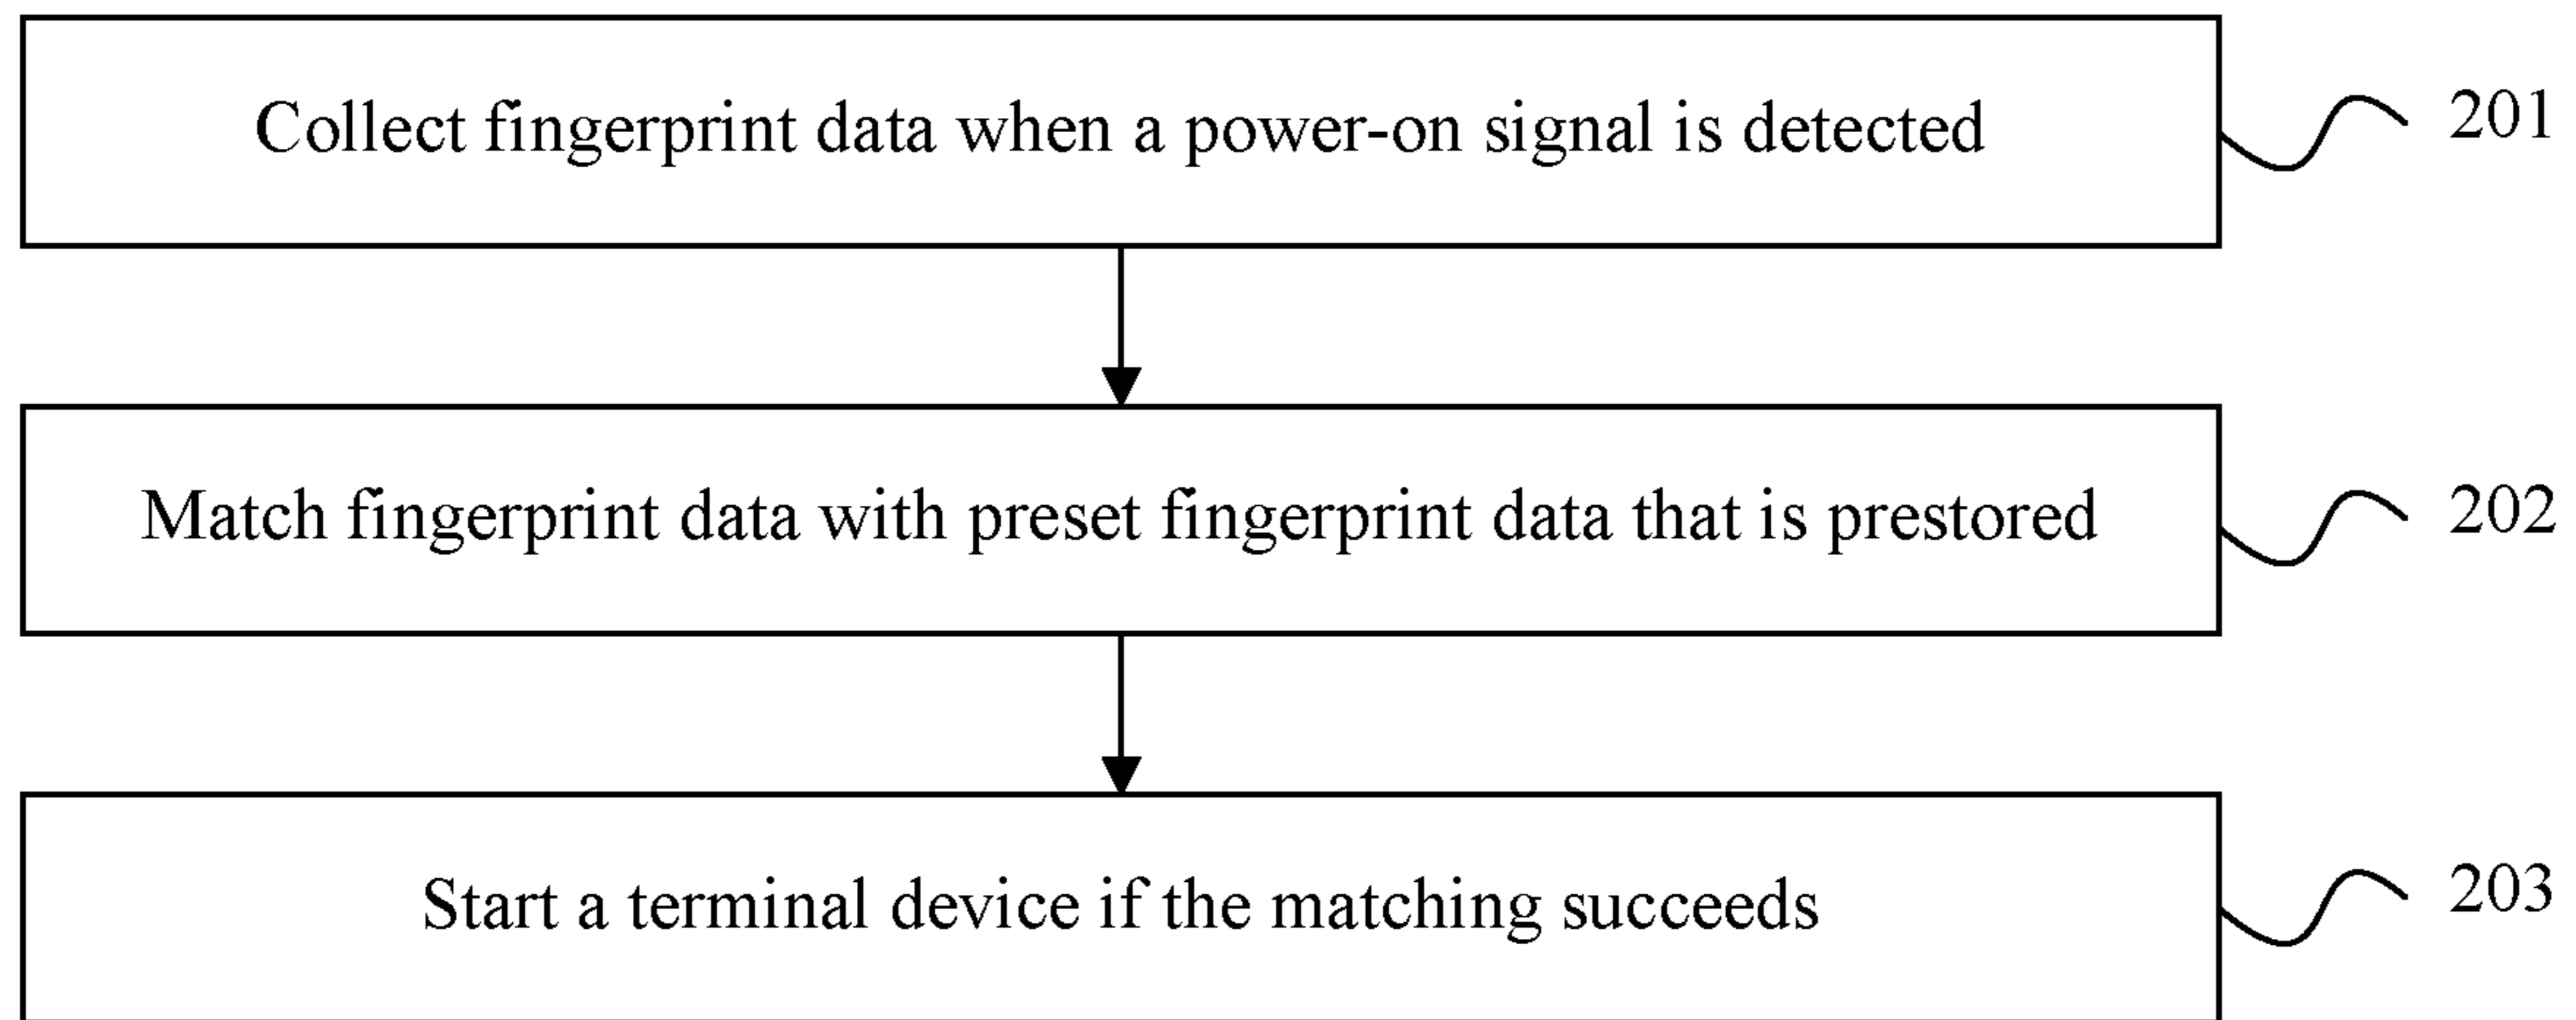 Collect fingerprint data when a power-on signal is detected
201
Match fingerprint data with preset fingerprint data that is prestored
202
Start a terminal device if the matching succeeds
203